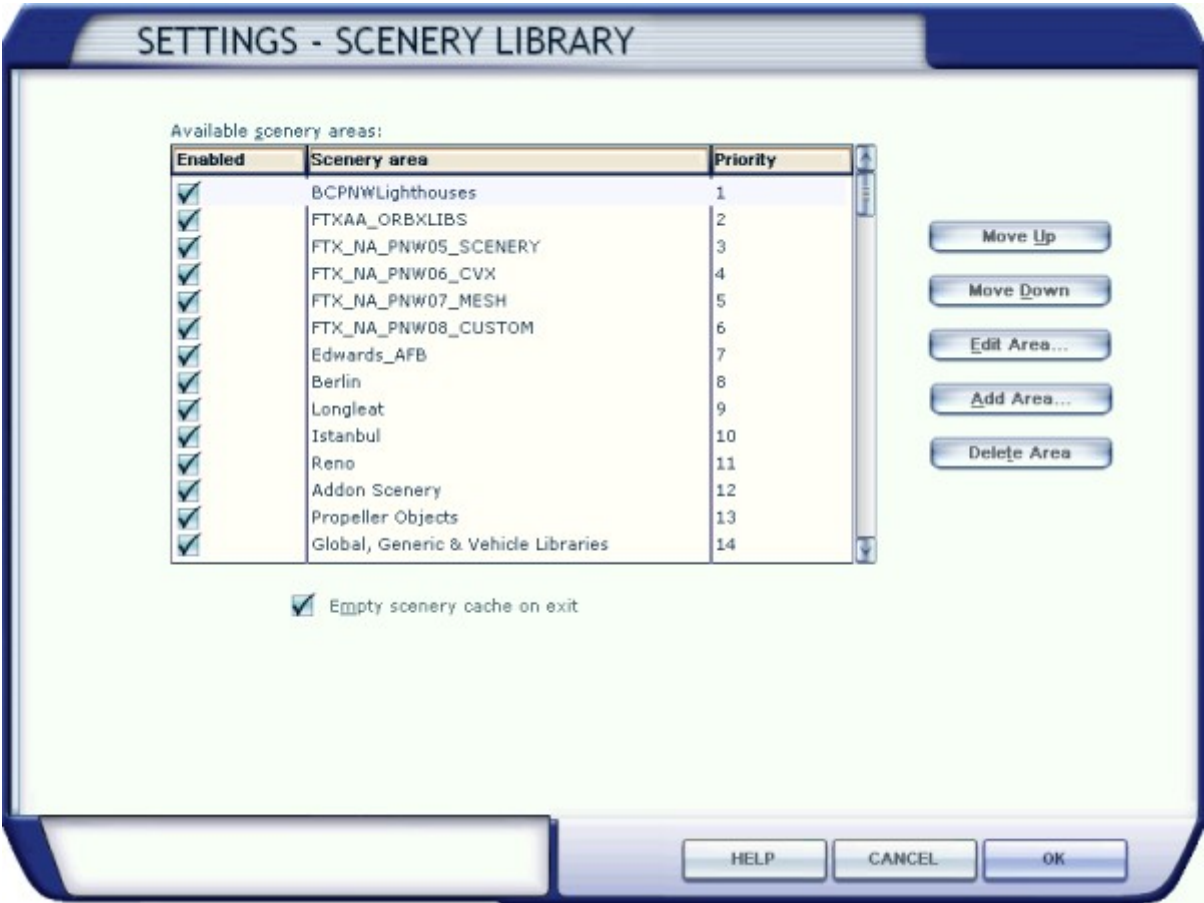 SETTINGS - SCENERY LIBRARY
Available scenery areas:
Enabled Scenery area Priority
BCPNWLighthouses 1
FTXAA_ORBXLIBS 2
FTX_NA_PNW05_SCENERY 3
FTX_NA_PNW06_CVX 4
FTX_NA_PNW07_MESH 5
FTX_NA_PNW08_CUSTOM 6
Edwards_AFB 7
Berlin 8
Longleat 9
Istanbul 10
Reno 11
Addon Scenery 12
Propeller Objects 13
Global, Generic & Vehicle Libraries 14
Move Up
Move Down
Edit Area...
Add Area...
Delete Area
Empty scenery cache on exit
HELP CANCEL OK